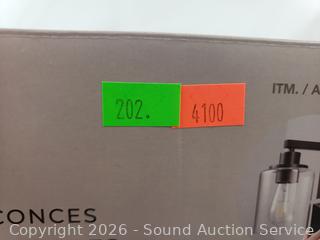 ITM. / A
202. 4100
CONCES
Copyright 2026 - Sound Auction Service